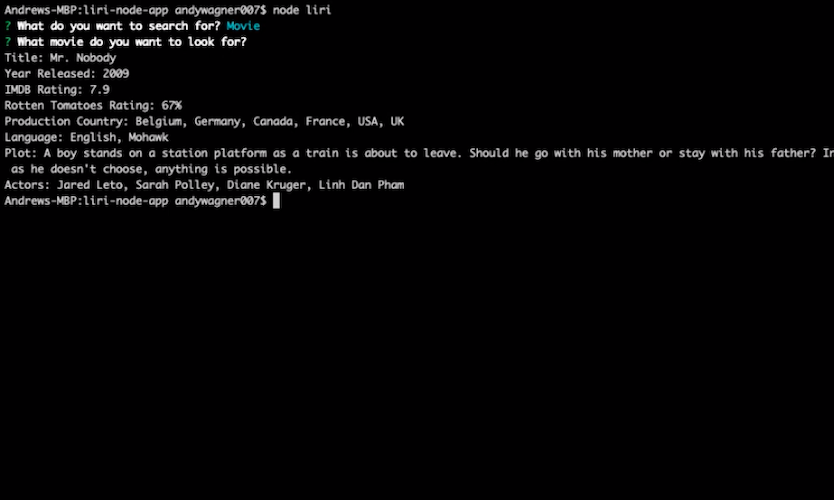 Andrews-MBP:liri-node-app andywagner007$ node liri
? What do you want to search for? Movie
? What movie do you want to look for?
Title: Mr. Nobody
Year Released: 2009
IMDB Rating: 7.9
Rotten Tomatoes Rating: 67%
Production Country: Belgium, Germany, Canada, France, USA, UK
Language: English, Mohawk
Plot: A boy stands on a station platform as a train is about to leave. Should he go with his mother or stay with his father? In
as he doesn't choose, anything is possible.
Actors: Jared Leto, Sarah Polley, Diane Kruger, Linh Dan Pham
Andrews-MBP:liri-node-app andywagner007$